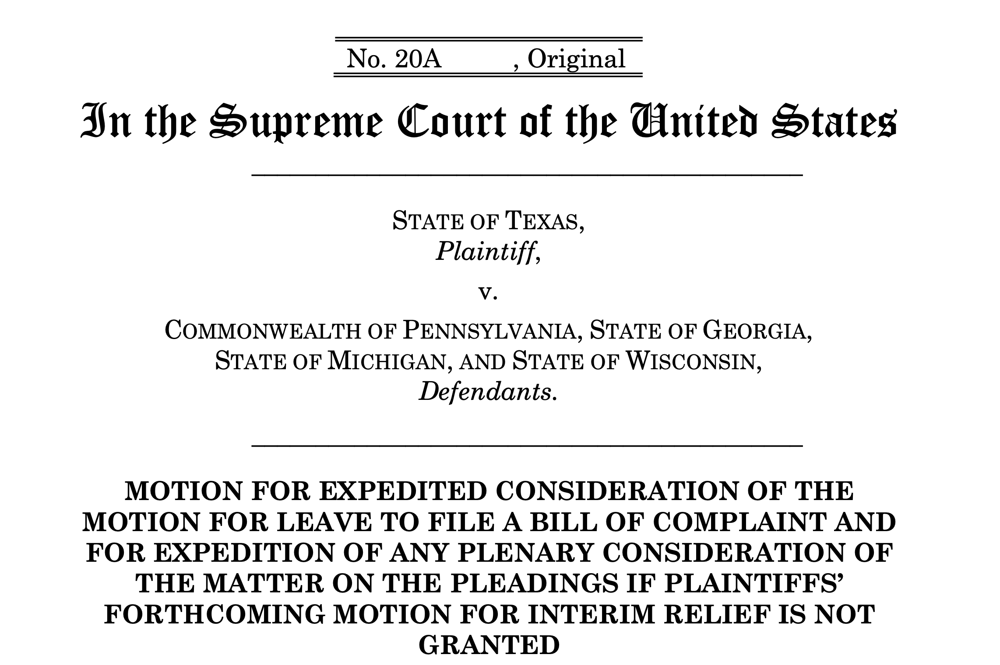 No. 20A , Original
In the Supreme Court of the United States
STATE OF TEXAS,
Plaintiff,
v.
COMMONWEALTH OF PENNSYLVANIA, STATE OF GEORGIA,
STATE OF MICHIGAN, AND STATE OF WISCONSIN,
Defendants.
MOTION FOR EXPEDITED CONSIDERATION OF THE
MOTION FOR LEAVE TO FILE A BILL OF COMPLAINT AND
FOR EXPEDITION OF ANY PLENARY CONSIDERATION OF
THE MATTER ON THE PLEADINGS IF PLAINTIFFS’
FORTHCOMING MOTION FOR INTERIM RELIEF IS NOT
GRANTED